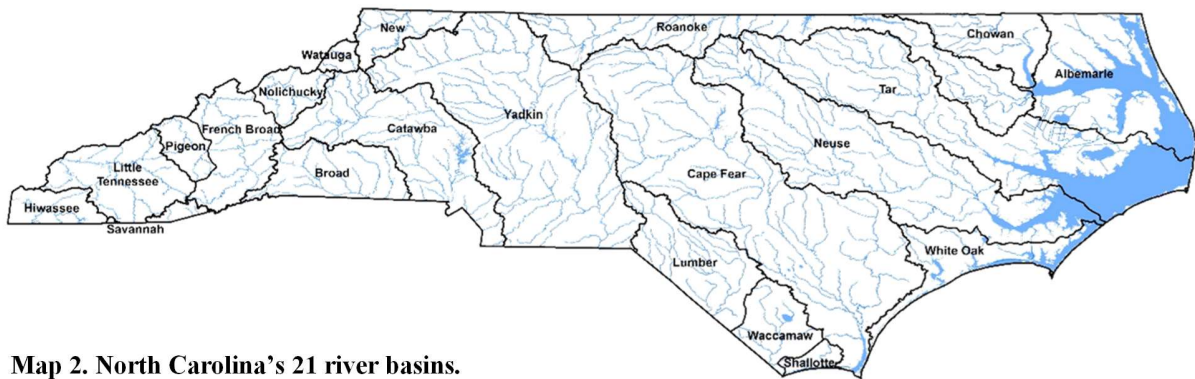 New
Roanoke
Chowan
Watauga
Albemarle
Nolichucky
Tar
Yadkin
French Broad
Catawba
Pigeon
Neuse
Little
Tennessee
Broad
Cape Fear
Hiwassee
Savannah
White Oak
Lumber
Waccamaw
Shallotte
Map 2. North Carolina's 21 river basins.